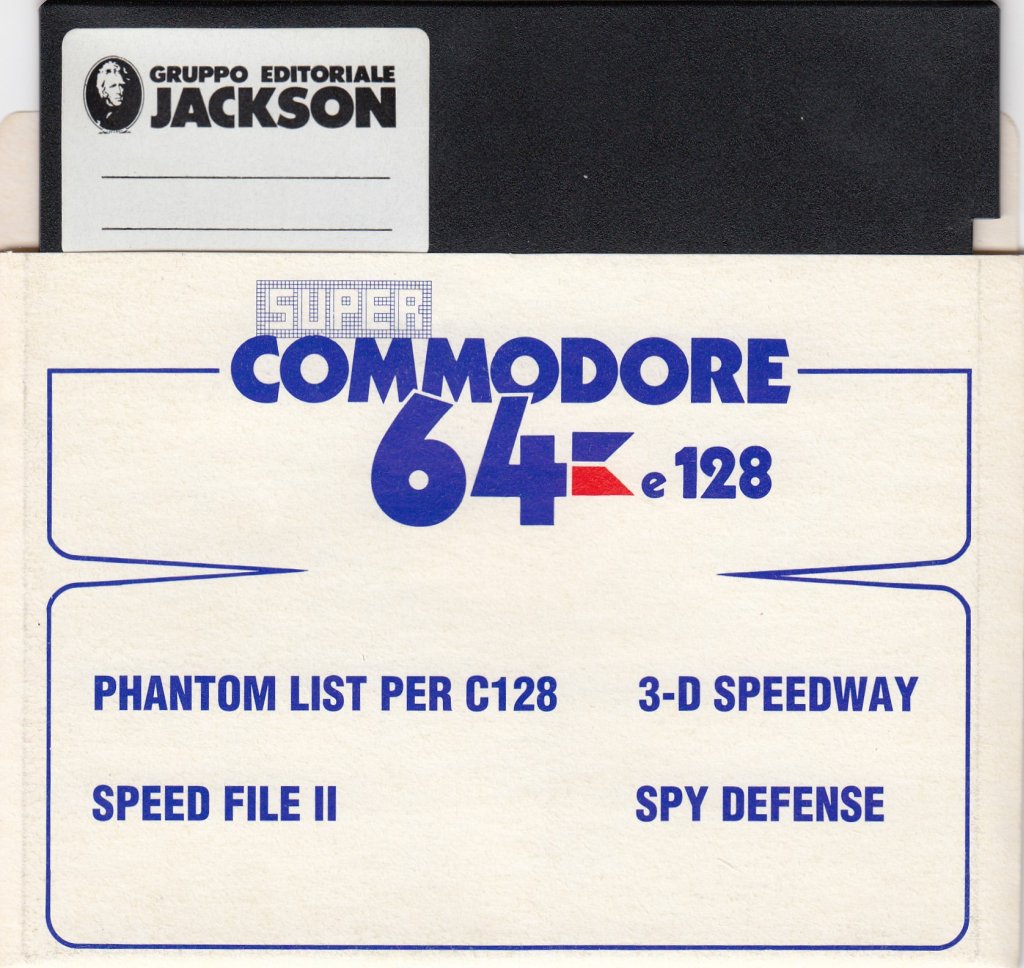 GRUPPO EDITORIALE
JACKSON
SUPER
COMMODORE
64 e 128
PHANTOM LIST PER C128
3-D SPEEDWAY
SPEED FILE II
SPY DEFENSE